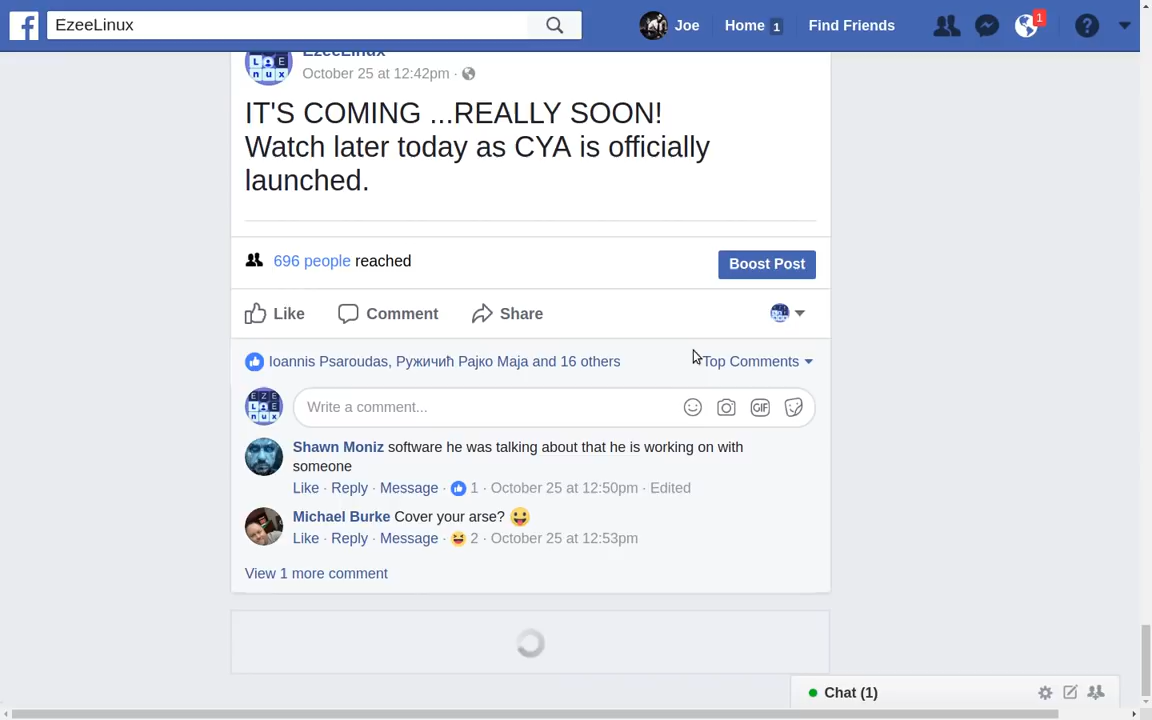 EzeeLinux
Joe
Home 1
Find Friends
1
EzeeLinux
October 25 at 12:42pm ·
IT'S COMING ...REALLY SOON!
Watch later today as CYA is officially
launched.
696 people reached
Boost Post
Like
Comment
Share
Ioannis Psaroudas, Ружичић Рајко Maja and 16 others
Top Comments
Write a comment...
GIF
Shawn Moniz software he was talking about that he is working on with
someone
Like · Reply · Message · 1 · October 25 at 12:50pm · Edited
Michael Burke Cover your arse?
Like · Reply · Message · 2 · October 25 at 12:53pm
View 1 more comment
Chat (1)